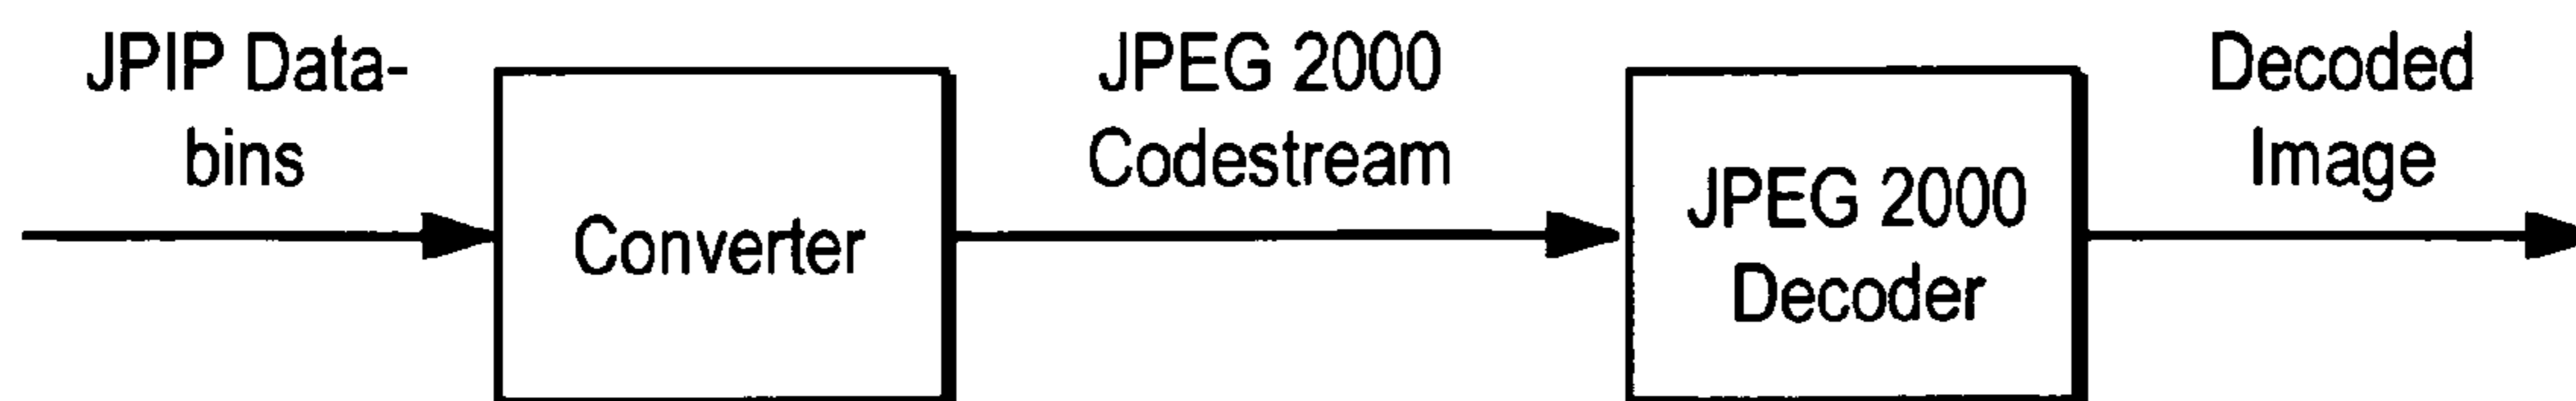 JPIP Data-
bins
Converter
JPEG 2000
Codestream
JPEG 2000
Decoder
Decoded
Image